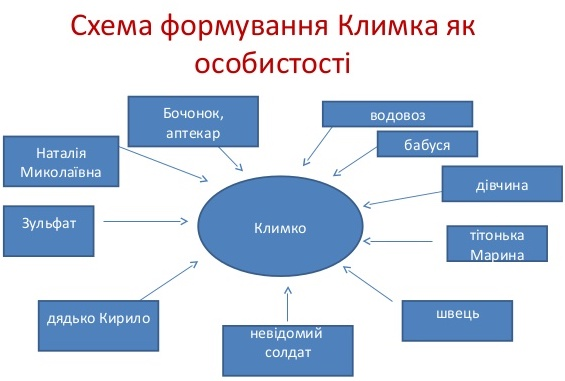 Схема формування Климка як
особистості
Бочонок,
аптекар
водовоз
бабуся
Наталія
Миколаївна
дівчина
Зульфат
Климко
тітонька
Марина
дядько Кирило
швець
невідомий
солдат